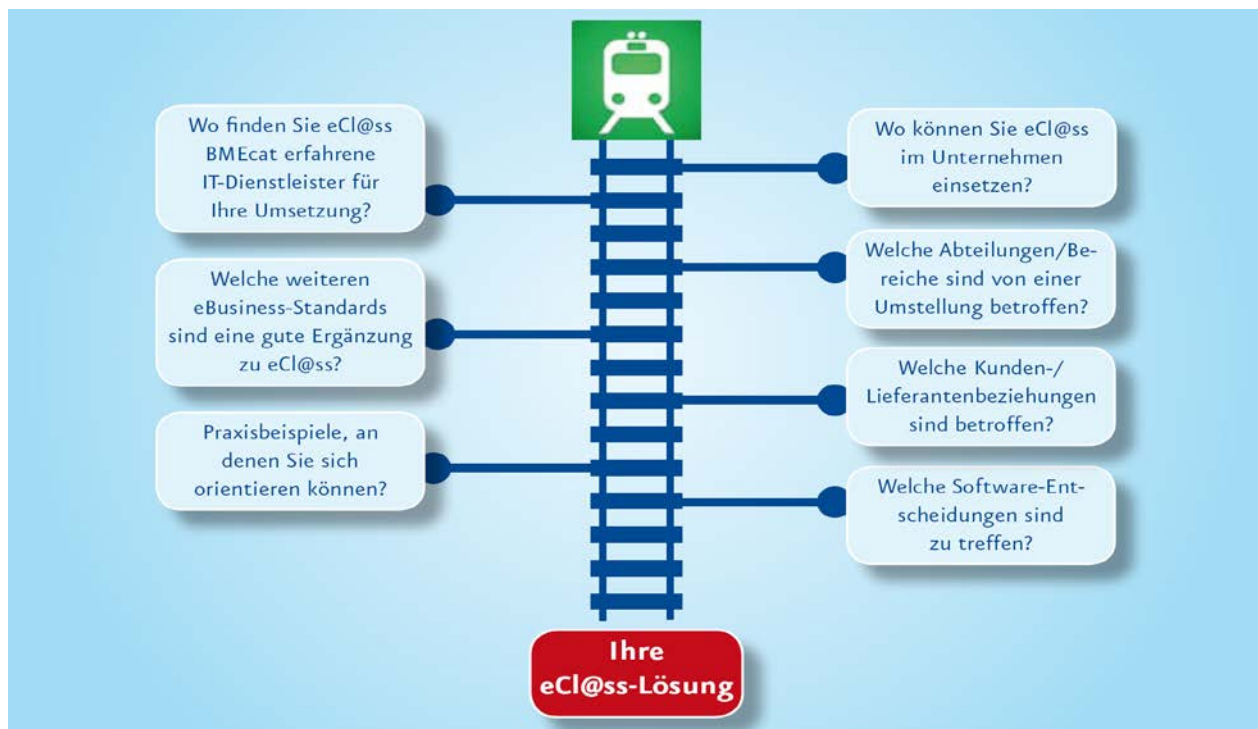 Wo finden Sie eCl@ss
BMEcat erfahrene
IT-Dienstleister für
Ihre Umsetzung?
Welche weiteren
eBusiness-Standards
sind eine gute Ergänzung
zu eCl@ss?
Praxisbeispiele, an
denen Sie sich
orientieren können?
Wo können Sie eCl@ss
im Unternehmen
einsetzen?
Welche Abteilungen/Be-
reiche sind von einer
Umstellung betroffen?
Welche Kunden-/
Lieferantenbeziehungen
sind betroffen?
Welche Software-Ent-
scheidungen sind
zu treffen?
Ihre
eCl@ss-Lösung